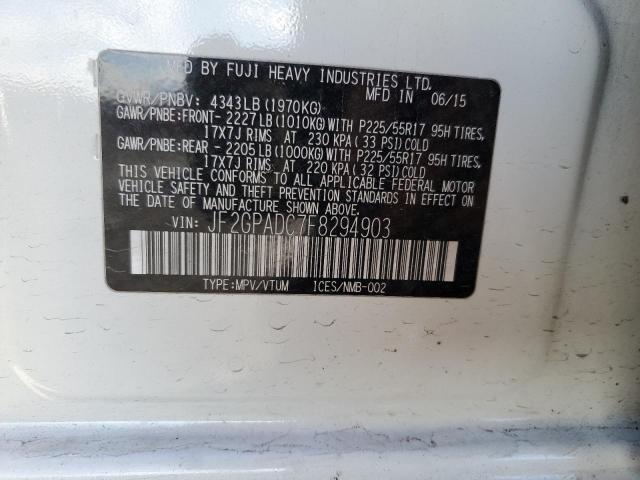 MFD BY FUJI HEAVY INDUSTRIES LTD.
MFD IN 06/15
GVWR/PNBV: 4343LB(1970KG)
GAWR/PNBE:FRONT- 2227LB(1010KG)WITH P225/55R17 95H TIRES,
17X7J RIMS AT 230 KPA(33 PSI)COLD
GAWR/PNBE:REAR - 2205LB(1000KG)WITH P225/55R17 95H TIRES,
17X7J RIMS AT 220 KPA(32 PSI)COLD
THIS VEHICLE CONFORMS TO ALL APPLICABLE FEDERAL MOTOR
VEHICLE SAFETY AND THEFT PREVENTION STANDARDS IN EFFECT ON
THE DATE OF MANUFACTURE SHOWN ABOVE.
VIN: JF2GPADC7F8294903
TYPE:MPV/VTUM ICES/NMB-002